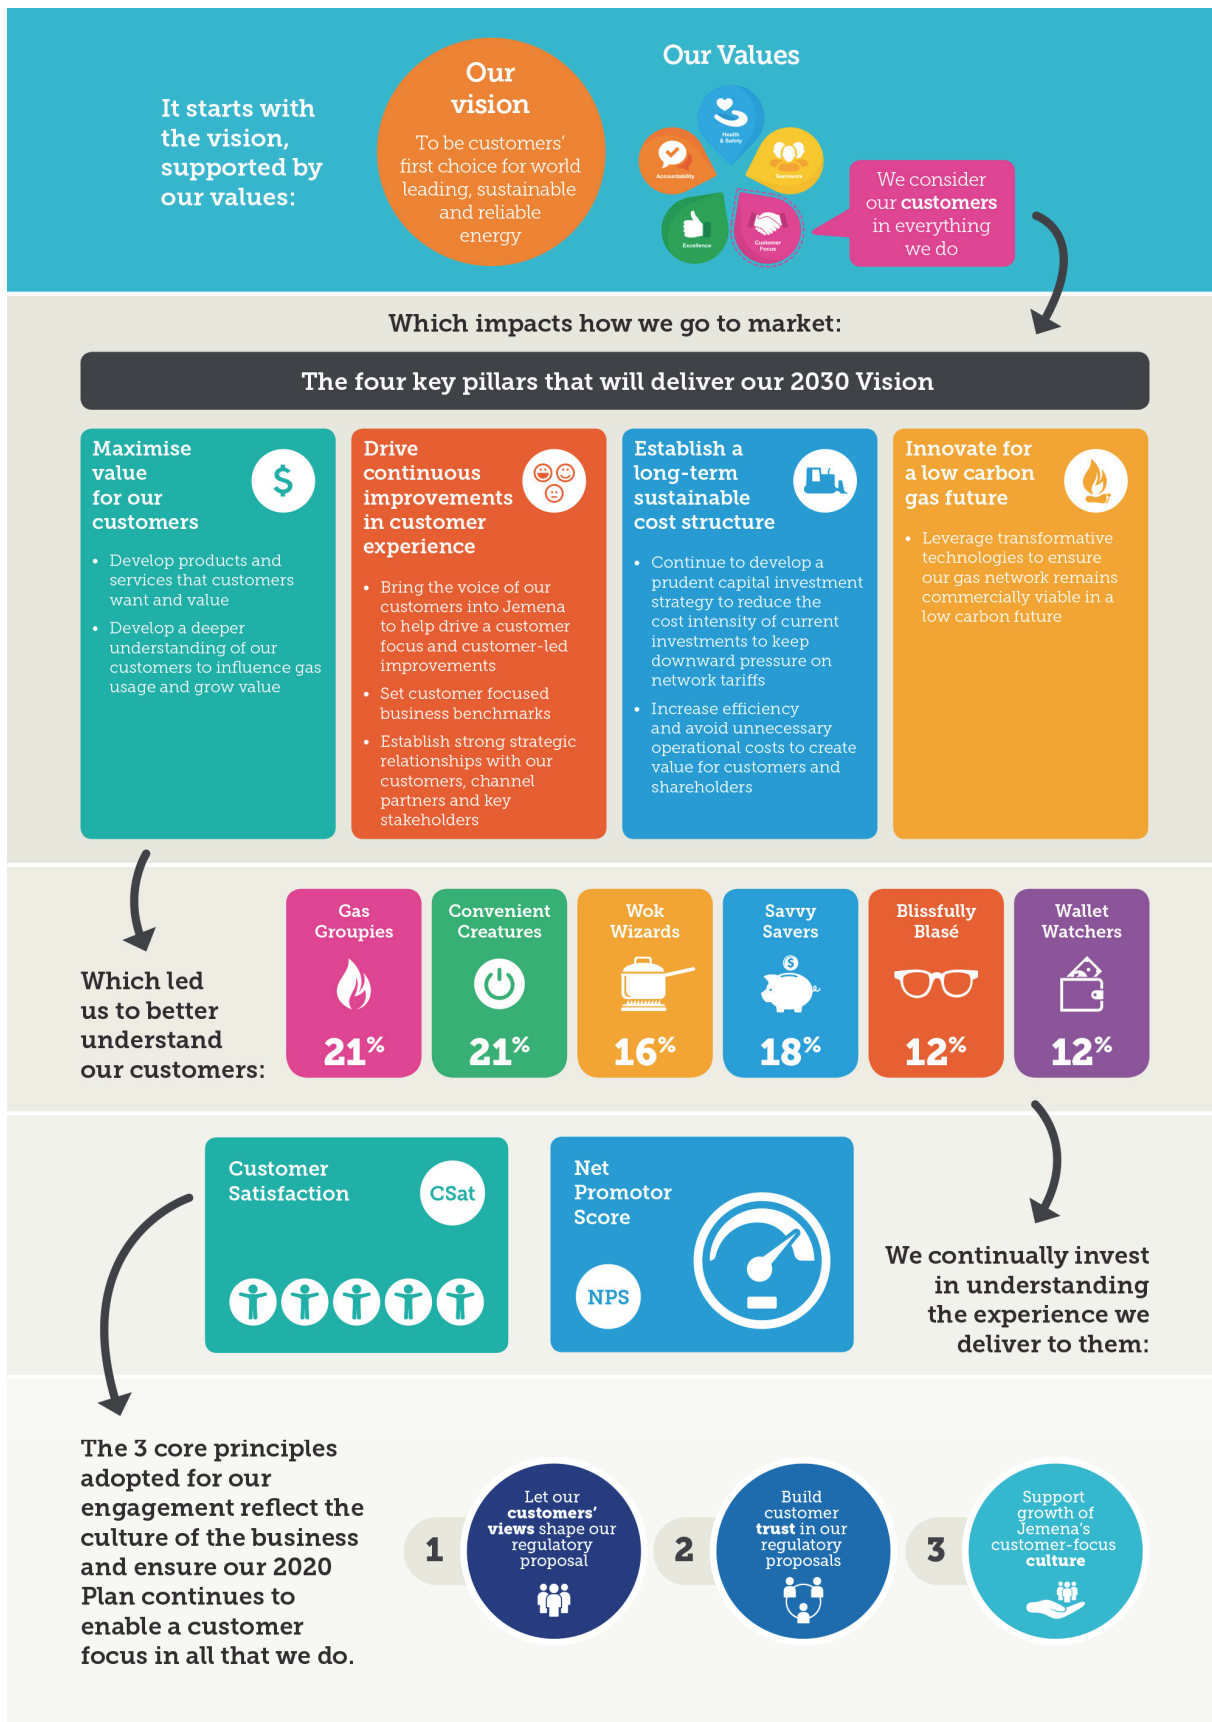 It starts with
the vision,
supported by
our values:
Our
vision
To be customers'
first choice for world
leading, sustainable
and reliable
energy
Our Values
Health
& Safety
Accountability
Teamwork
Excellence
Customer
Focus
We consider
our customers
in everything
we do
Which impacts how we go to market:
The four key pillars that will deliver our 2030 Vision
Maximise
value
for our
customers
$
• Develop products and
services that customers
want and value
• Develop a deeper
understanding of our
customers to influence gas
usage and grow value
Drive
continuous
improvements
in customer
experience
• Bring the voice of our
customers into Jemena
to help drive a customer
focus and customer-led
improvements
• Set customer focused
business benchmarks
• Establish strong strategic
relationships with our
customers, channel
partners and key
stakeholders
Establish a
long-term
sustainable
cost structure
• Continue to develop a
prudent capital investment
strategy to reduce the
cost intensity of current
investments to keep
downward pressure on
network tariffs
• Increase efficiency
and avoid unnecessary
operational costs to create
value for customers and
shareholders
Innovate for
a low carbon
gas future
• Leverage transformative
technologies to ensure
our gas network remains
commercially viable in a
low carbon future
Which led
us to better
understand
our customers:
Gas
Groupies
21%
Convenient
Creatures
21%
Wok
Wizards
16%
Savvy
Savers
$
18%
Blissfully
Blasé
12%
Wallet
Watchers
12%
Customer
Satisfaction
CSat
Net
Promotor
Score
NPS
We continually invest
in understanding
the experience we
deliver to them:
The 3 core principles
adopted for our
engagement reflect the
culture of the business
and ensure our 2020
Plan continues to
enable a customer
focus in all that we do.
1
Let our
customers'
views shape our
regulatory
proposal
2
Build
customer
trust in our
regulatory
proposals
3
Support
growth of
Jemena's
customer-focus
culture